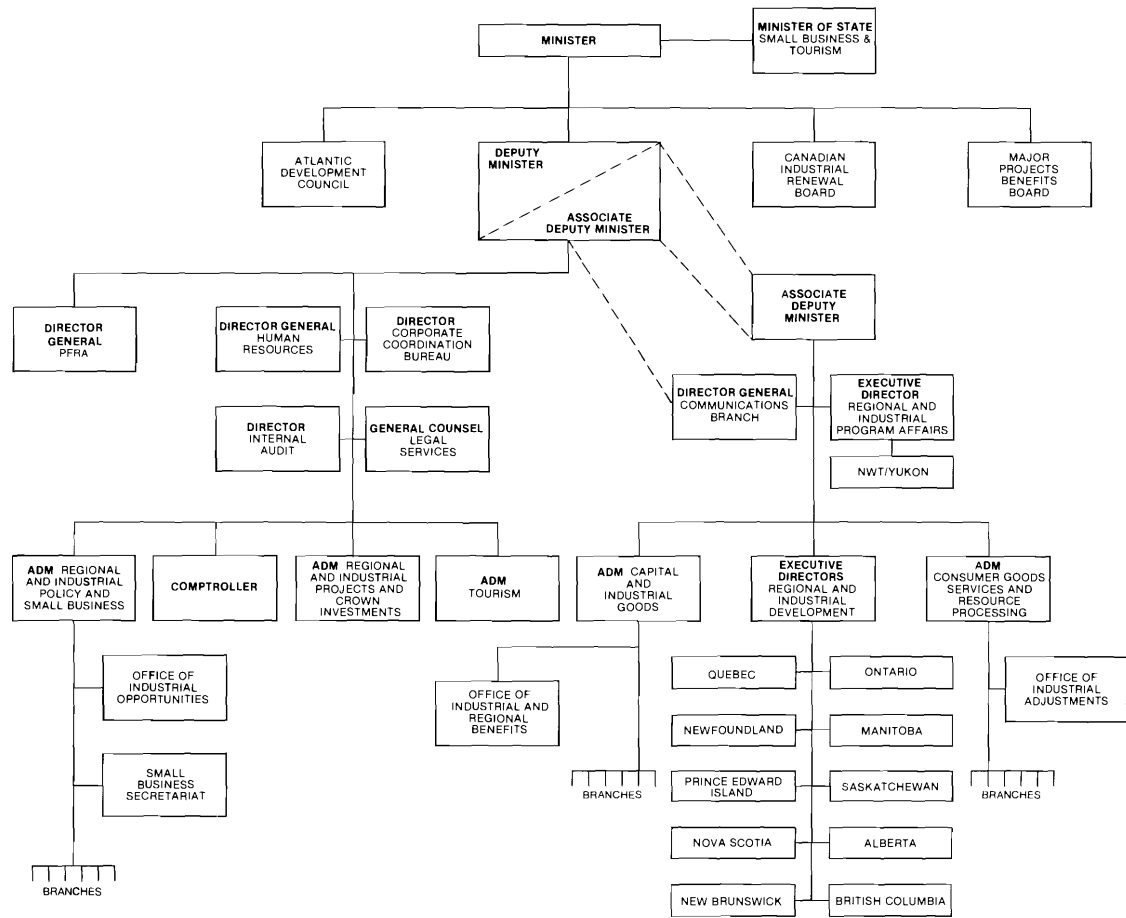 MINISTER
MINISTER OF STATE
SMALL BUSINESS &
TOURISM
ATLANTIC
DEVELOPMENT
COUNCIL
DEPUTY
MINISTER
ASSOCIATE
DEPUTY MINISTER
CANADIAN
INDUSTRIAL
RENEWAL
BOARD
MAJOR
PROJECTS
BENEFITS
BOARD
ASSOCIATE
DEPUTY
MINISTER
DIRECTOR
GENERAL
PFRA
DIRECTOR GENERAL
HUMAN
RESOURCES
DIRECTOR
CORPORATE
COORDINATION
BUREAU
DIRECTOR GENERAL
COMMUNICATIONS
BRANCH
EXECUTIVE
DIRECTOR
REGIONAL AND
INDUSTRIAL
PROGRAM AFFAIRS
NWT/YUKON
DIRECTOR
INTERNAL
AUDIT
GENERAL COUNSEL
LEGAL
SERVICES
ADM REGIONAL
AND INDUSTRIAL
POLICY AND
SMALL BUSINESS
COMPTROLLER
ADM REGIONAL
AND INDUSTRIAL
PROJECTS AND
CROWN
INVESTMENTS
ADM
TOURISM
ADM CAPITAL
AND
INDUSTRIAL
GOODS
EXECUTIVE
DIRECTORS
REGIONAL AND
INDUSTRIAL
DEVELOPMENT
ADM
CONSUMER GOODS
SERVICES AND
RESOURCE
PROCESSING
OFFICE OF
INDUSTRIAL
OPPORTUNITIES
SMALL
BUSINESS
SECRETARIAT
BRANCHES
OFFICE OF
INDUSTRIAL AND
REGIONAL
BENEFITS
BRANCHES
QUEBEC
ONTARIO
NEWFOUNDLAND
MANITOBA
PRINCE EDWARD
ISLAND
SASKATCHEWAN
NOVA SCOTIA
ALBERTA
NEW BRUNSWICK
BRITISH COLUMBIA
OFFICE OF
INDUSTRIAL
ADJUSTMENTS
BRANCHES